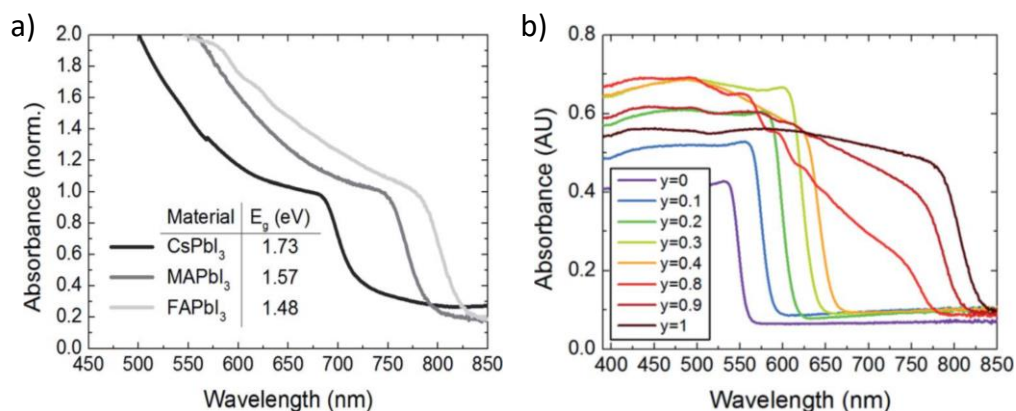 a)
Absorbance (norm.)
2.0
1.8
1.6
1.4
1.2
1.0
0.8
0.6
0.4
0.2
0.0
Material E_g (eV)
CsPbI₃ 1.73
MAPbI₃ 1.57
FAPbI₃ 1.48
450 500 550 600 650 700 750 800 850
Wavelength (nm)
b)
Absorbance (AU)
0.8
0.6
0.4
0.2
0.0
y=0
y=0.1
y=0.2
y=0.3
y=0.4
y=0.8
y=0.9
y=1
400 450 500 550 600 650 700 750 800 850
Wavelength (nm)